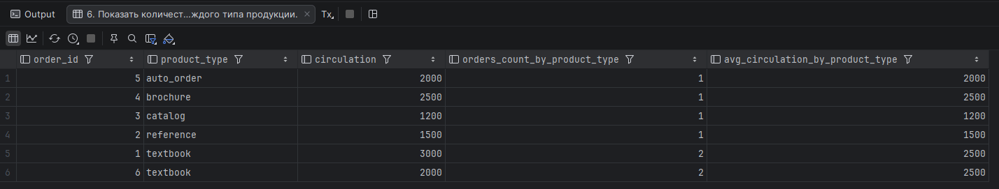 Output 6. Показать количест...ждого типа продукции. Tx
order_id product_type circulation orders_count_by_product_type avg_circulation_by_product_type
1 5 auto_order 2000 1 2000
2 4 brochure 2500 1 2500
3 3 catalog 1200 1 1200
4 2 reference 1500 1 1500
5 1 textbook 3000 2 2500
6 6 textbook 2000 2 2500